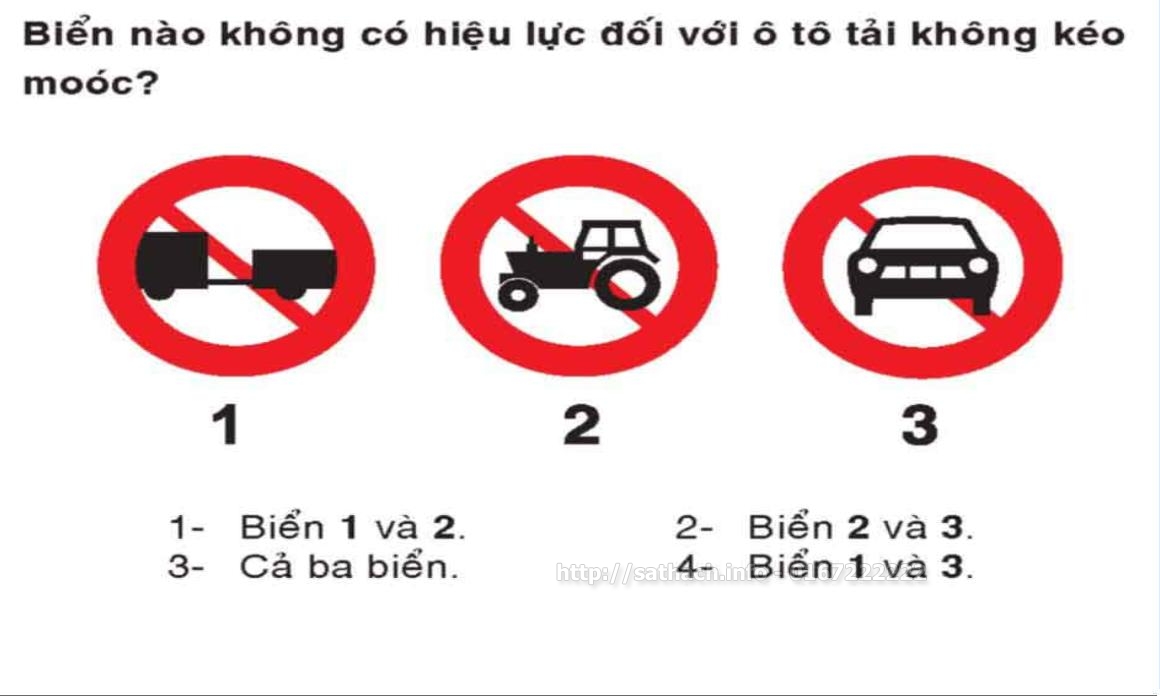 Biển nào không có hiệu lực đối với ô tô tải không kéo
moóc?
1 2 3
1- Biển 1 và 2. 2- Biển 2 và 3.
3- Cả ba biển. 4- Biển 1 và 3.
http://sathach.info